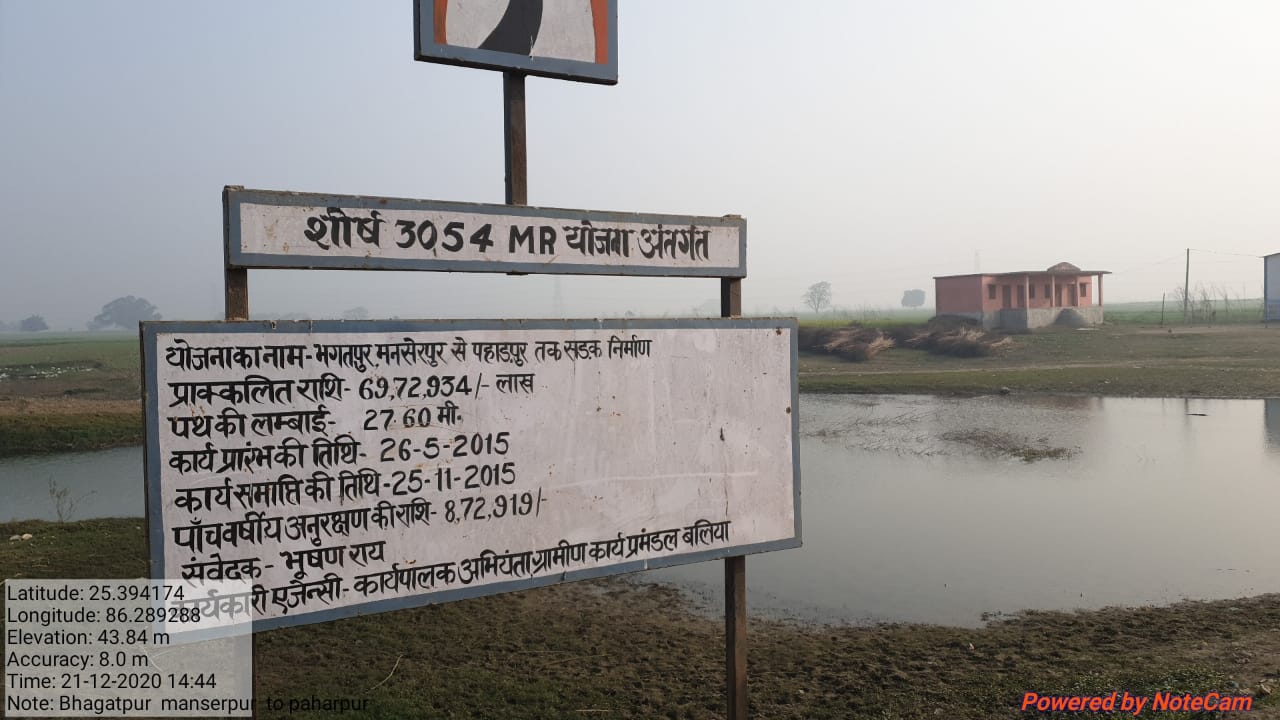 शीर्ष 3054 MR योजना अंतर्गत
योजना का नाम - भगतपुर मनसेरपुर से पहाड़पुर तक सड़क निर्माण
प्राक्कलित राशि - 69,72,934/- लाख
पथ की लम्बाई - 27 60 मी.
कार्य प्रारंभ की तिथि - 26-5-2015
कार्य समाप्ति की तिथि - 25-11-2015
पाँच वर्षीय अनुरक्षण की राशि - 8,72,919/-
संवेदक - भूषण राय
कार्यकारी एजेन्सी - कार्यपालक अभियंता ग्रामीण कार्य प्रमंडल बलिया
Latitude: 25.394174
Longitude: 86.289288
Elevation: 43.84 m
Accuracy: 8.0 m
Time: 21-12-2020 14:44
Note: Bhagatpur manserpur to paharpur
Powered by NoteCam